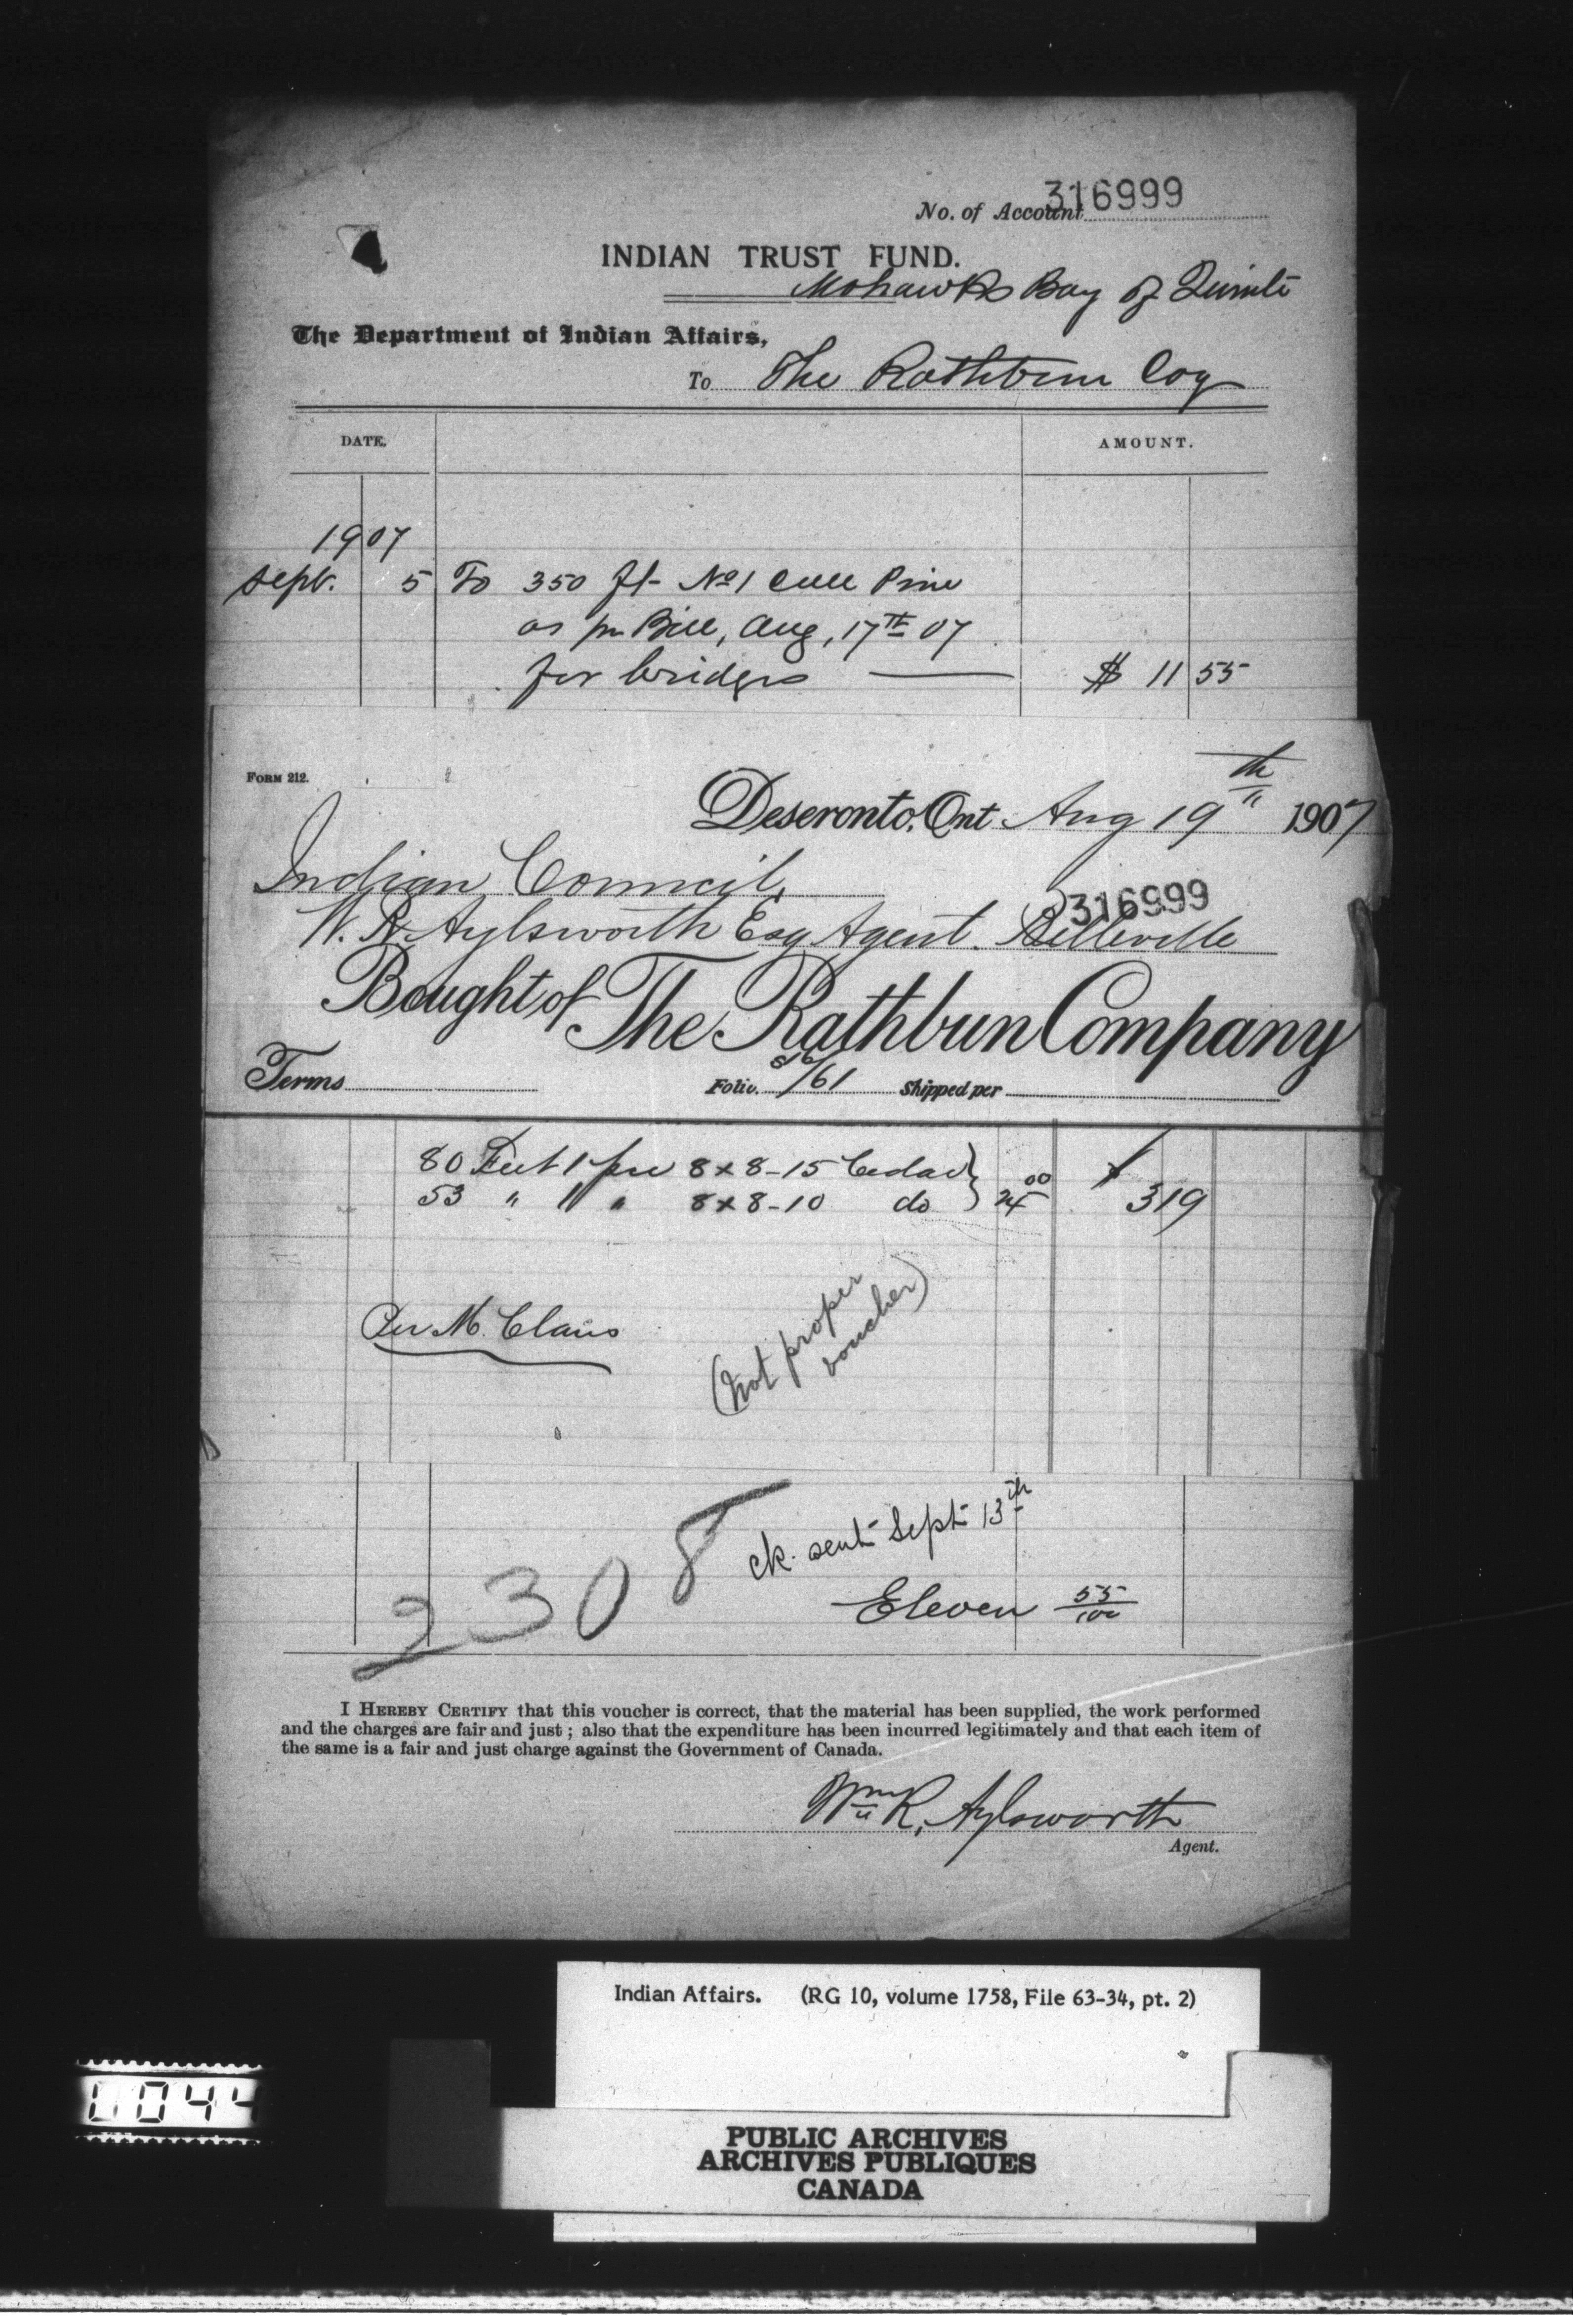 No. of Account 316999
INDIAN TRUST FUND.
Mohawks Bay of Quinte
The Department of Indian Affairs,
To The Rathbun Coy
DATE. AMOUNT.
1907
Sept. 5 To 350 ft No 1 Cull Pine
as pr Bill, Aug, 17th 07
for bridges $ 11 55
FORM 212.
Deseronto, Ont Aug 19th 1907
Indian Council,
316999
W. R. Aylsworth Esq Agent. Belleville
Bought of The Rathbun Company
Terms Folio. /61 Shipped per
80 Feet 1 pce 8x8-15 Cedar
53 " 1 " 8x8-10 do 24 00 $ 3 19
Per M. Claus
(Not proper
voucher)
2308
ck. sent Sept 13th
Eleven 55/100
I HEREBY CERTIFY that this voucher is correct, that the material has been supplied, the work performed
and the charges are fair and just ; also that the expenditure has been incurred legitimately and that each item of
the same is a fair and just charge against the Government of Canada.
Wm R. Aylsworth
Agent.
Indian Affairs. (RG 10, volume 1758, File 63-34, pt. 2)
0044
PUBLIC ARCHIVES
ARCHIVES PUBLIQUES
CANADA